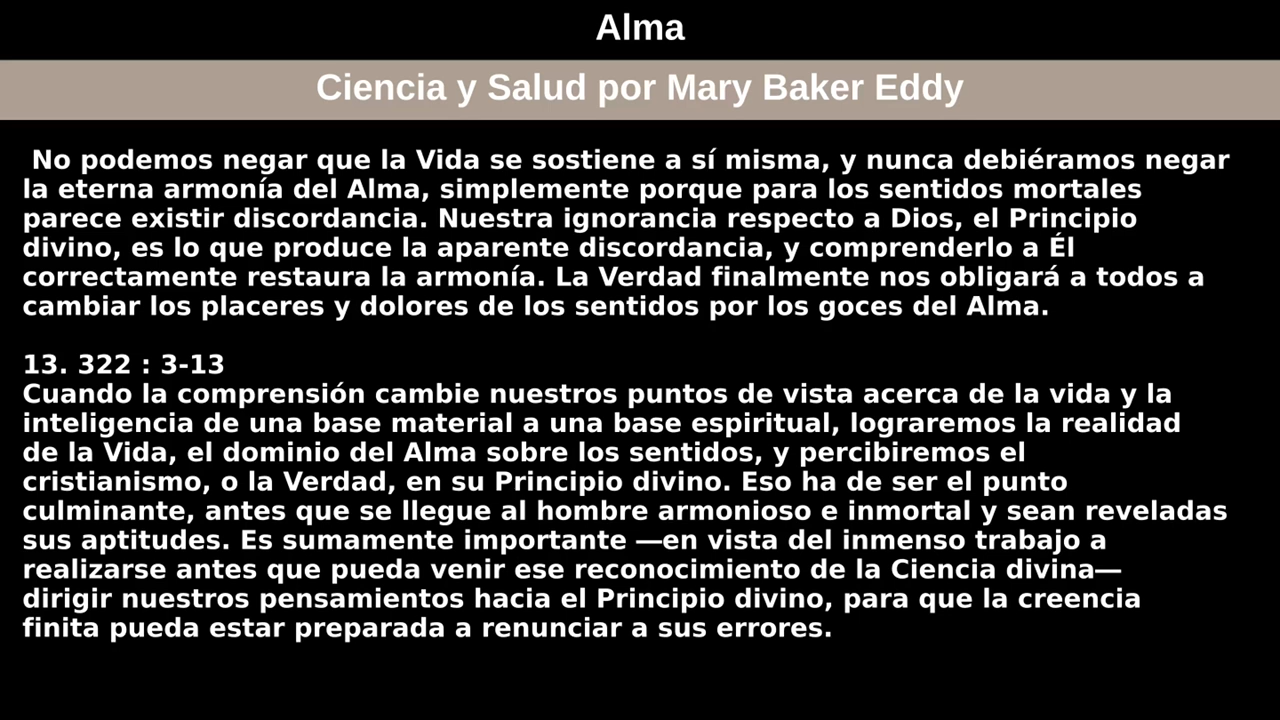 Alma
Ciencia y Salud por Mary Baker Eddy
No podemos negar que la Vida se sostiene a sí misma, y nunca debiéramos negar
la eterna armonía del Alma, simplemente porque para los sentidos mortales
parece existir discordancia. Nuestra ignorancia respecto a Dios, el Principio
divino, es lo que produce la aparente discordancia, y comprenderlo a Él
correctamente restaura la armonía. La Verdad finalmente nos obligará a todos a
cambiar los placeres y dolores de los sentidos por los goces del Alma.
13. 322 : 3-13
Cuando la comprensión cambie nuestros puntos de vista acerca de la vida y la
inteligencia de una base material a una base espiritual, lograremos la realidad
de la Vida, el dominio del Alma sobre los sentidos, y percibiremos el
cristianismo, o la Verdad, en su Principio divino. Eso ha de ser el punto
culminante, antes que se llegue al hombre armonioso e inmortal y sean reveladas
sus aptitudes. Es sumamente importante —en vista del inmenso trabajo a
realizarse antes que pueda venir ese reconocimiento de la Ciencia divina—
dirigir nuestros pensamientos hacia el Principio divino, para que la creencia
finita pueda estar preparada a renunciar a sus errores.